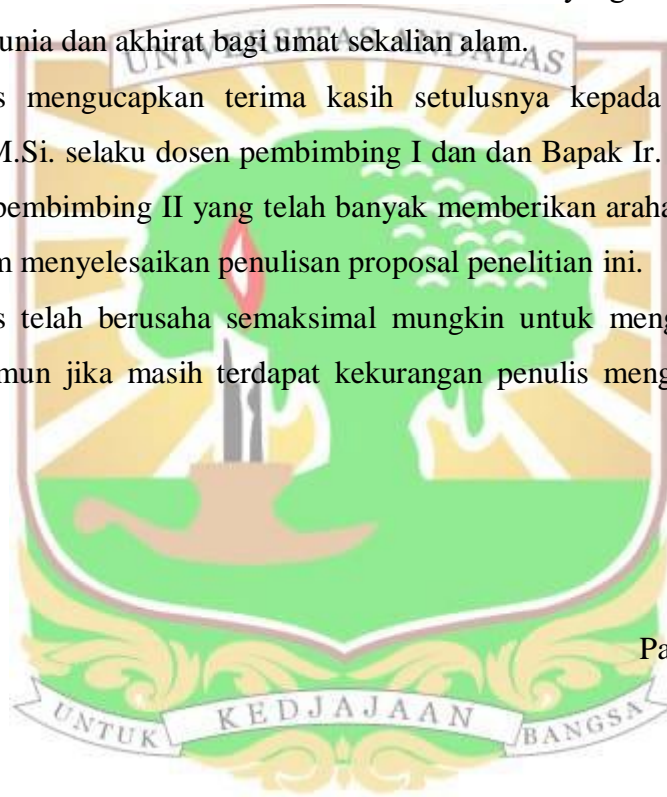 unia dan akhirat bagi umat sekalian alam.
UNIVERSITAS ANDALAS
s mengucapkan terima kasih setulusnya kepada
M.Si. selaku dosen pembimbing I dan dan Bapak Ir.
pembimbing II yang telah banyak memberikan araha
m menyelesaikan penulisan proposal penelitian ini.
s telah berusaha semaksimal mungkin untuk meng
mun jika masih terdapat kekurangan penulis meng
Pa
UNTUK KEDJAJAAN BANGSA